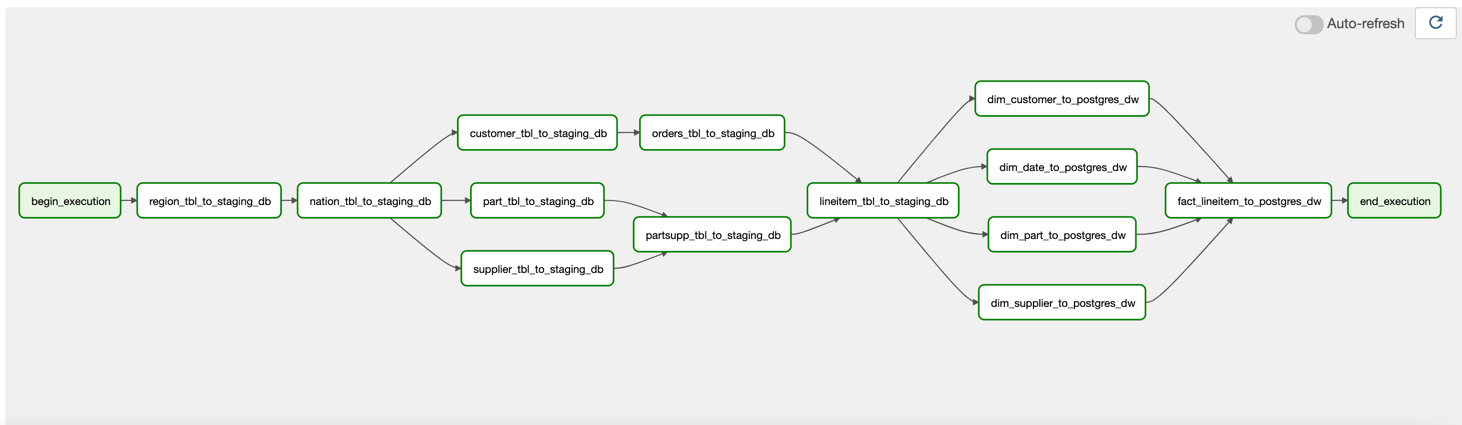 Auto-refresh
begin_execution
region_tbl_to_staging_db
nation_tbl_to_staging_db
customer_tbl_to_staging_db
orders_tbl_to_staging_db
part_tbl_to_staging_db
partsupp_tbl_to_staging_db
supplier_tbl_to_staging_db
lineitem_tbl_to_staging_db
dim_customer_to_postgres_dw
dim_date_to_postgres_dw
dim_part_to_postgres_dw
dim_supplier_to_postgres_dw
fact_lineitem_to_postgres_dw
end_execution